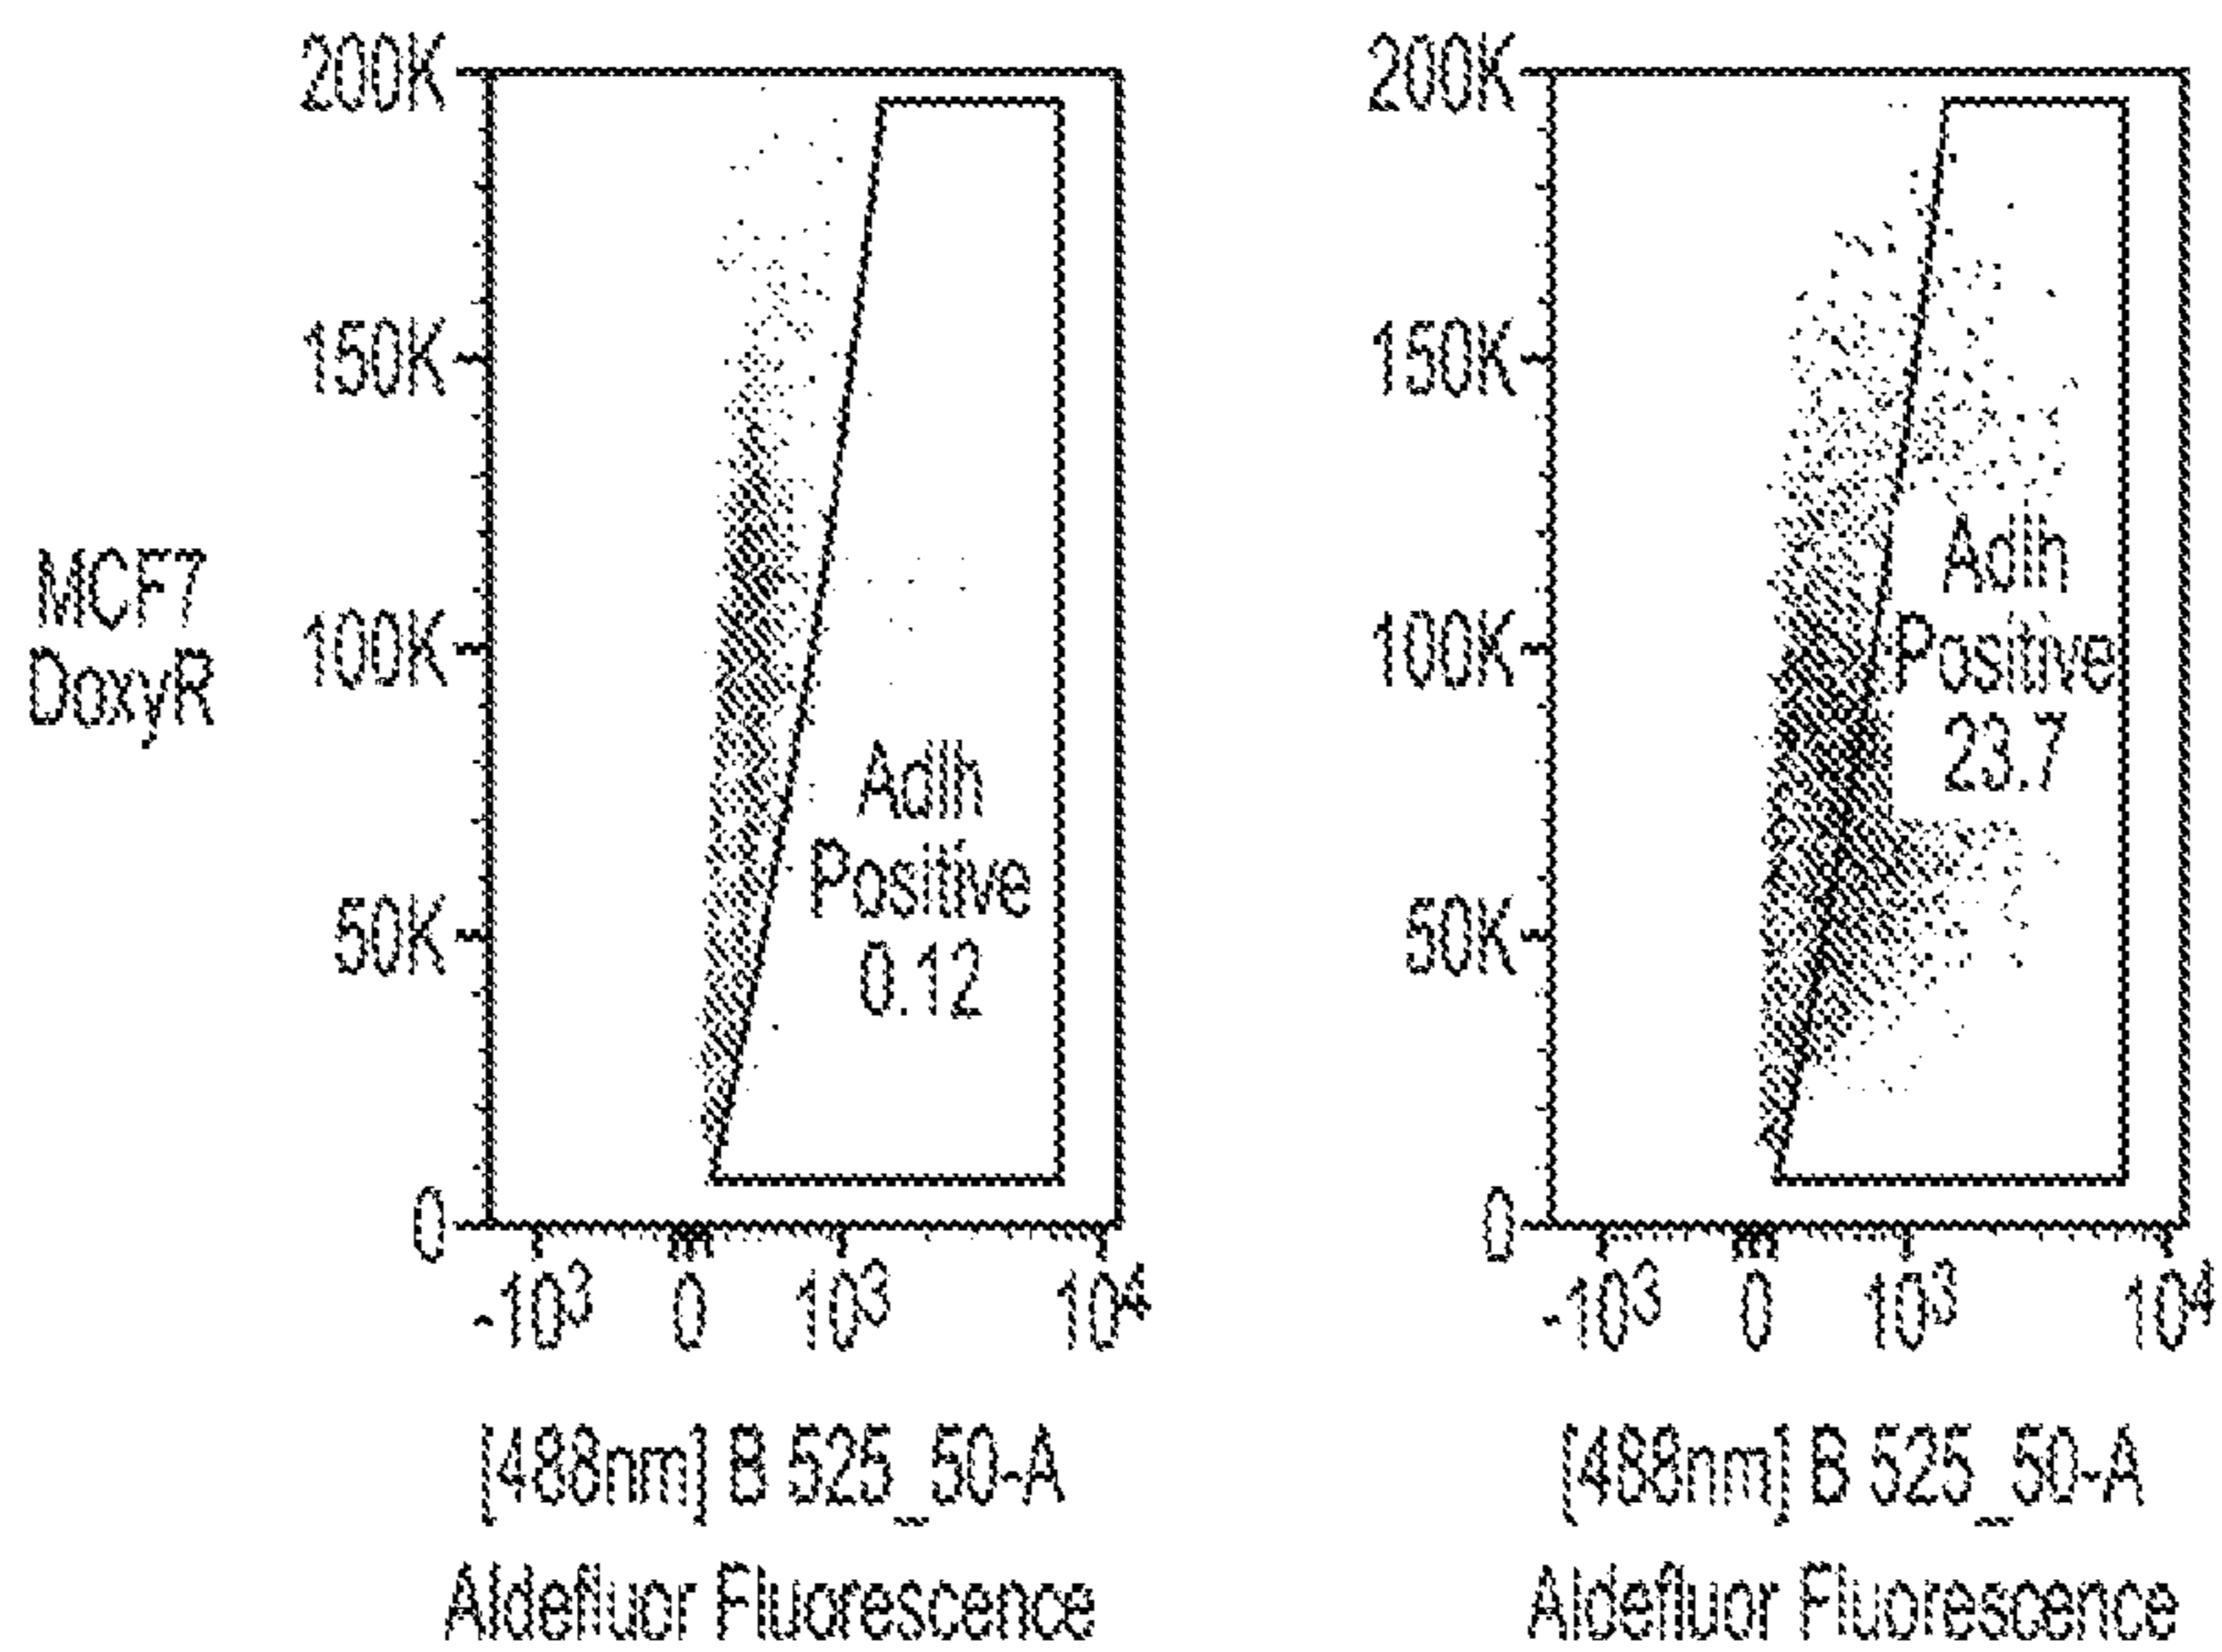 MCF7
DoxyR
200K
150K
100K
50K
0
Adlh
Positive
0.12
-10³ 0 10³ 10⁴
[488nm] B 525_50-A
Aldefluor Fluorescence
200K
150K
100K
50K
0
Adlh
Positive
23.7
-10³ 0 10³ 10⁴
[488nm] B 525_50-A
Aldefluor Fluorescence